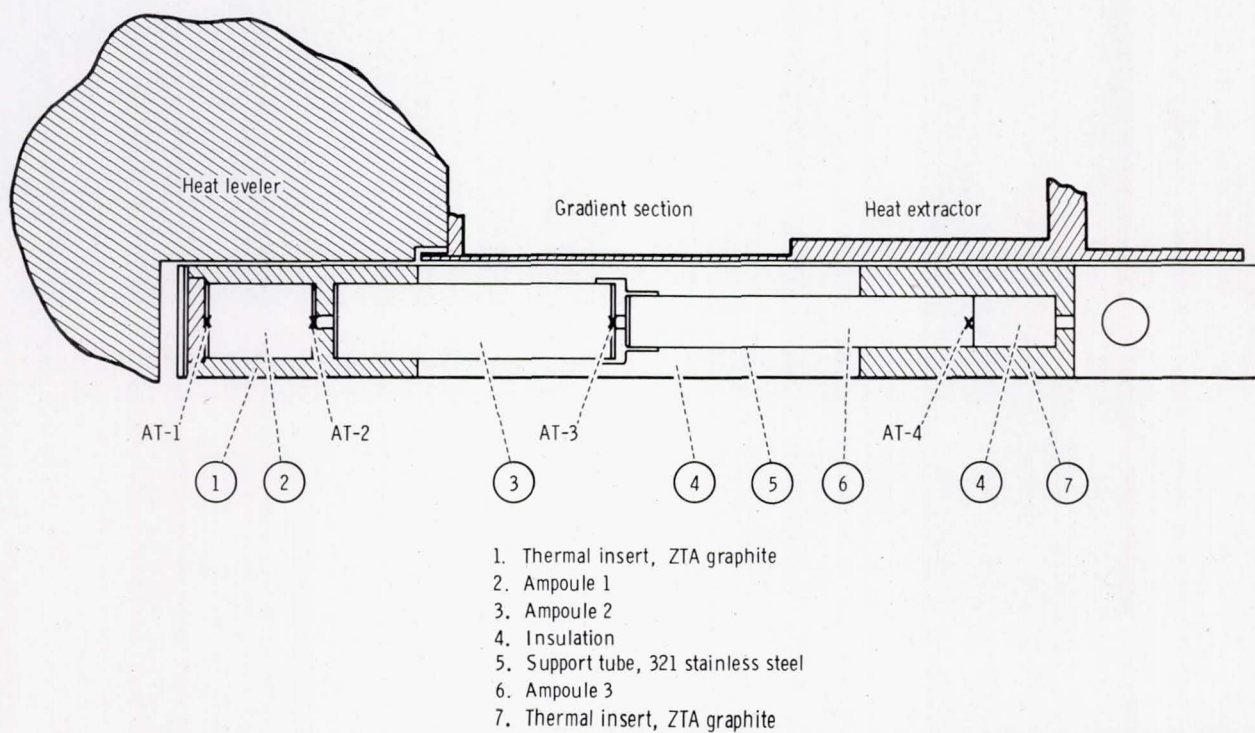 Heat leveler
Gradient section
Heat extractor
AT-1
AT-2
AT-3
AT-4
1
2
3
4
5
6
4
7
1. Thermal insert, ZTA graphite
2. Ampoule 1
3. Ampoule 2
4. Insulation
5. Support tube, 321 stainless steel
6. Ampoule 3
7. Thermal insert, ZTA graphite